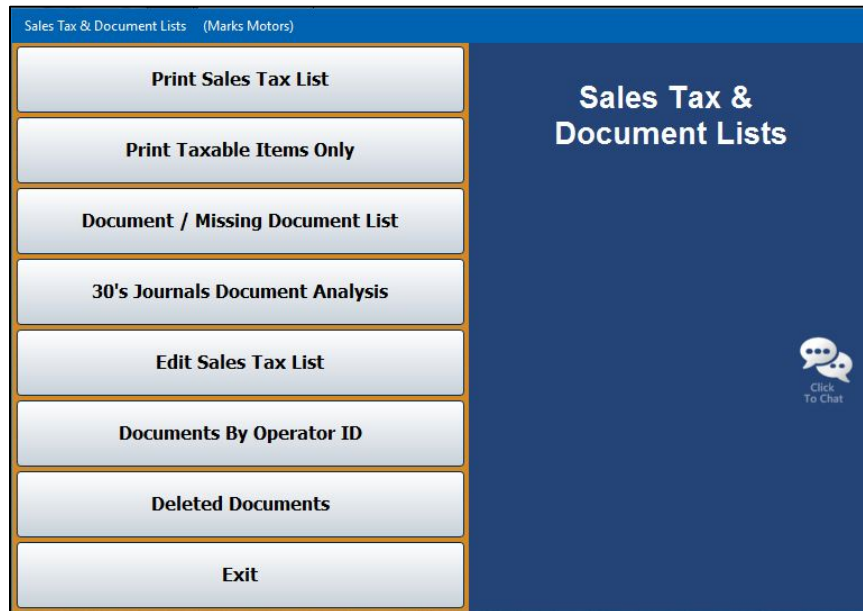 Sales Tax & Document Lists (Marks Motors)
Print Sales Tax List
Print Taxable Items Only
Document / Missing Document List
30's Journals Document Analysis
Edit Sales Tax List
Documents By Operator ID
Deleted Documents
Exit
Sales Tax &
Document Lists
Click
To Chat